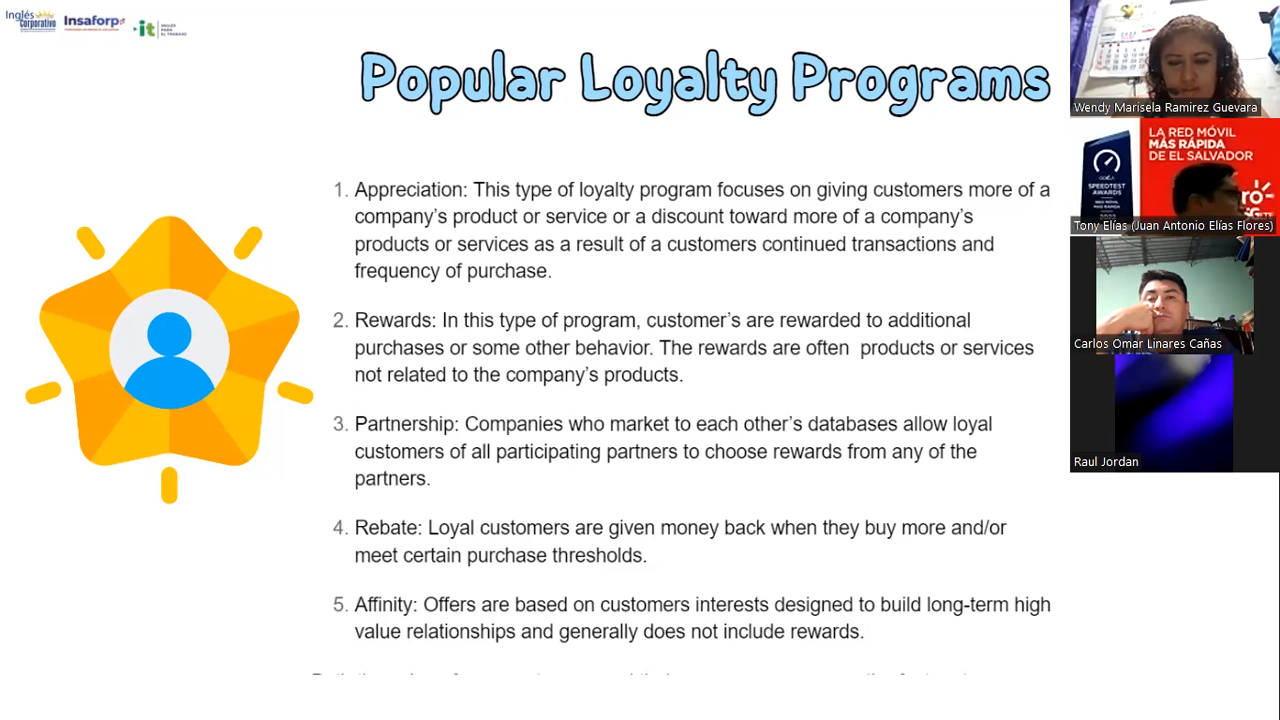 Inglés
Corporativo
Insaforp
it
INGLÉS
PARA
EL TRABAJO
Popular Loyalty Programs
1. Appreciation: This type of loyalty program focuses on giving customers more of a
company's product or service or a discount toward more of a company's
products or services as a result of a customers continued transactions and
frequency of purchase.
2. Rewards: In this type of program, customer's are rewarded to additional
purchases or some other behavior. The rewards are often products or services
not related to the company's products.
3. Partnership: Companies who market to each other's databases allow loyal
customers of all participating partners to choose rewards from any of the
partners.
4. Rebate: Loyal customers are given money back when they buy more and/or
meet certain purchase thresholds.
5. Affinity: Offers are based on customers interests designed to build long-term high
value relationships and generally does not include rewards.
Wendy Marisela Ramirez Guevara
LA RED MÓVIL
MÁS RÁPIDA
DE EL SALVADOR
SPEEDTEST
AWARDS
Tony Elías (Juan Antonio Elías Flores)
Carlos Omar Linares Cañas
Raul Jordan